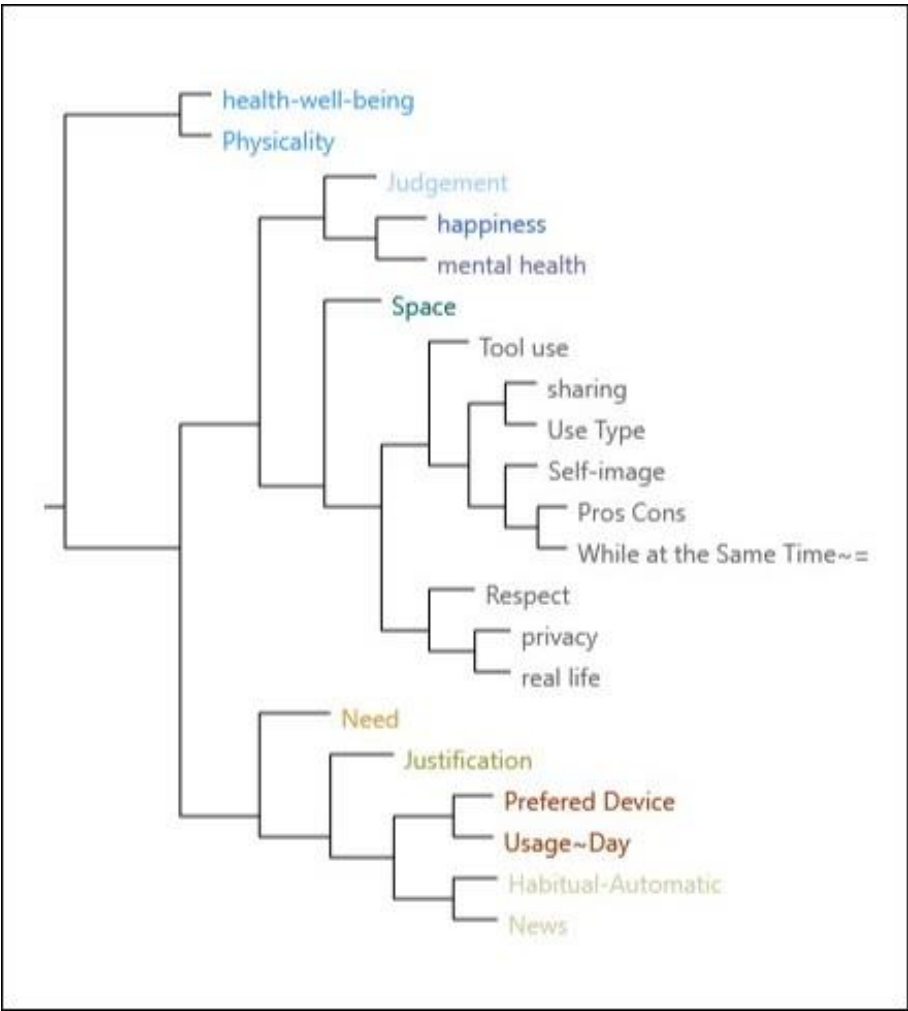 health-well-being
Physicality
Judgement
happiness
mental health
Space
Tool use
sharing
Use Type
Self-image
Pros Cons
While at the Same Time~=
Respect
privacy
real life
Need
Justification
Prefered Device
Usage~Day
Habitual-Automatic
News